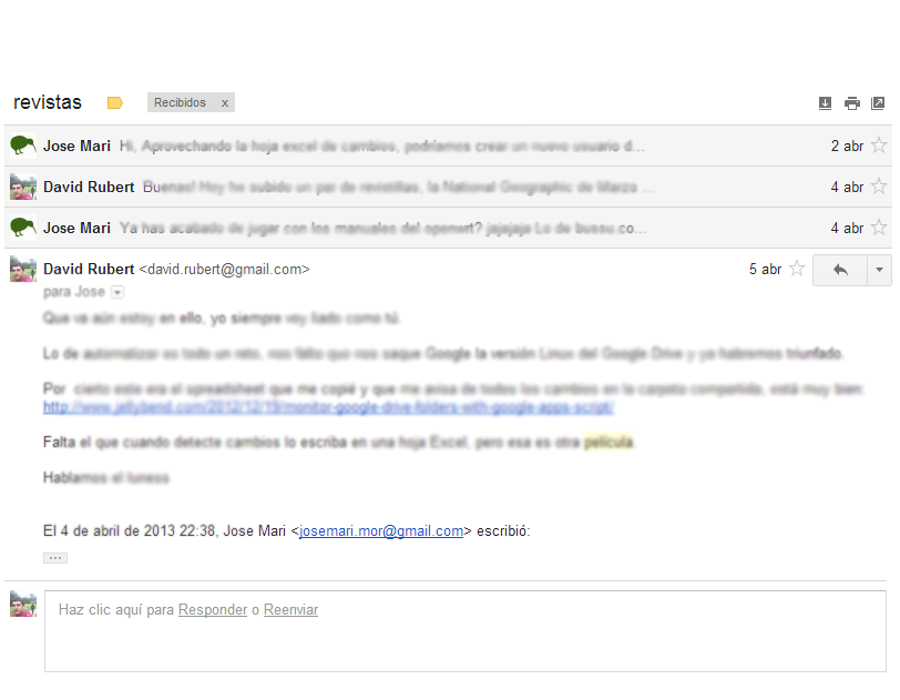 revistas
Recibidos x
Jose Mari Hi, Aprovechando la hoja excel de cambios, podríamos crear un nuevo usuario d...
2 abr
David Rubert Buenas! Hoy he subido un par de revistillas, la National Geographic de Marzo ...
4 abr
Jose Mari Ya has acabado de jugar con los manuales del openwrt? jajajaja Lo de bussu.co...
4 abr
David Rubert <david.rubert@gmail.com>
5 abr
para Jose
Que va aún estoy en ello, yo siempre voy liado como tú.
Lo de automatizar es todo un reto, nos falta que nos saque Google la versión Linux del Google Drive y ya habremos triunfado.
Por cierto este era el spreadsheet que me copié y que me avisa de todos los cambios en la carpeta compartida, está muy bien:
http://www.jellybend.com/2012/12/19/monitor-google-drive-folders-with-google-apps-script/
Falta el que cuando detecte cambios lo escriba en una hoja Excel, pero esa es otra película.
Hablamos el
El 4 de abril de 2013 22:38, Jose Mari <josemari.mor@gmail.com> escribió:
...
Haz clic aquí para Responder o Reenviar